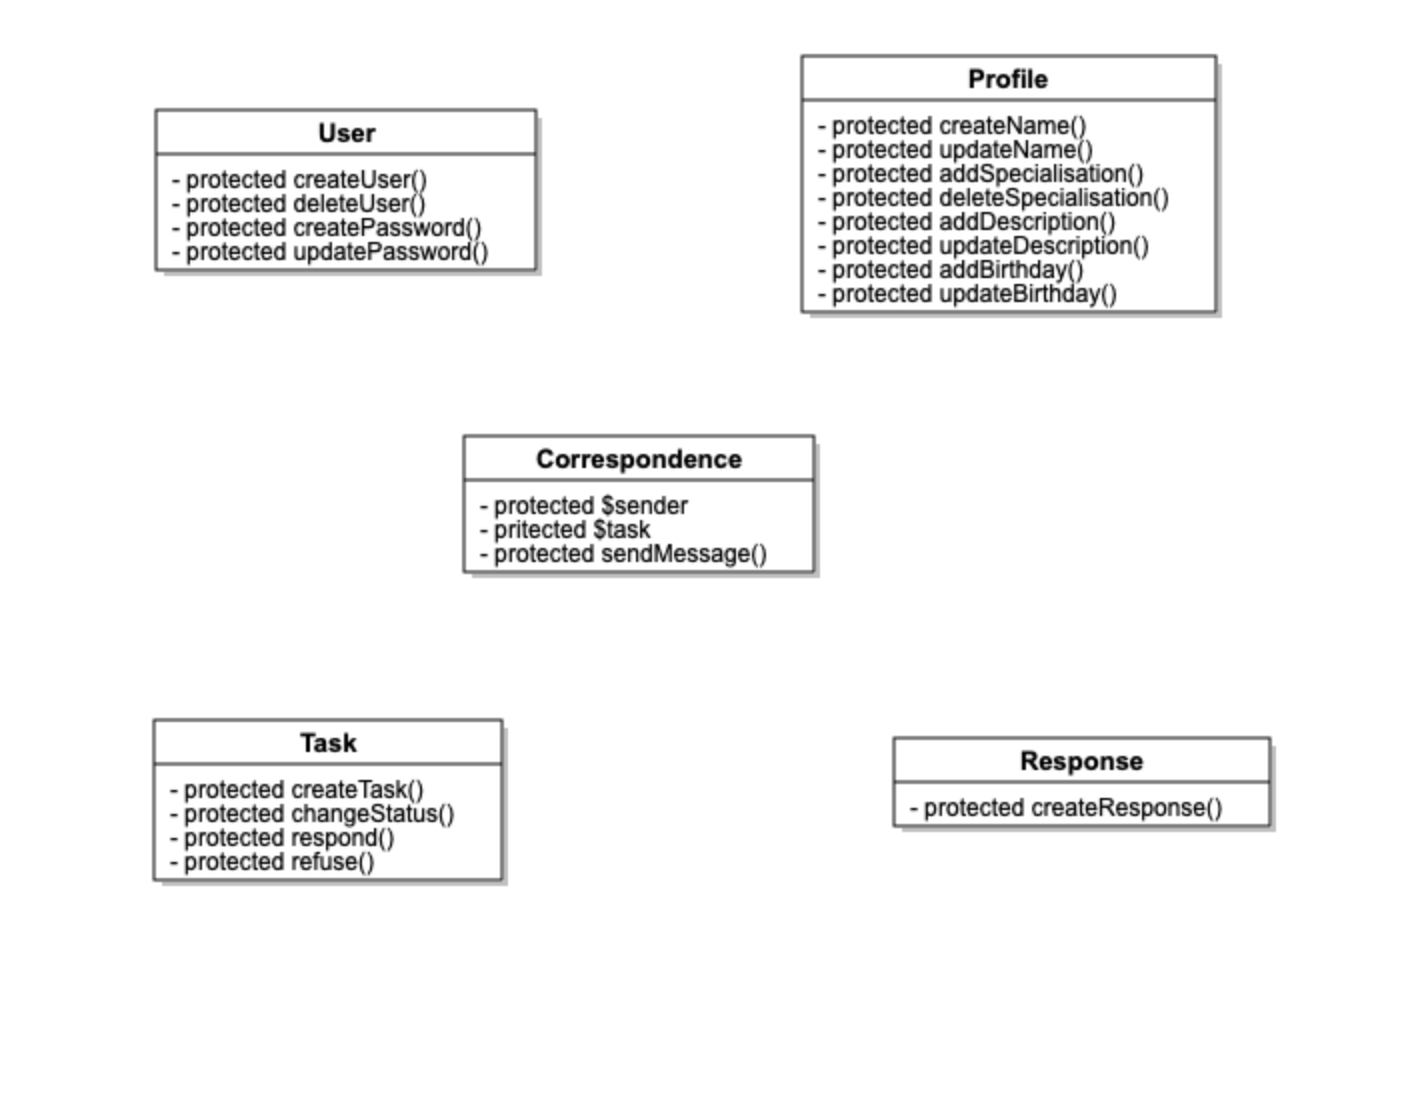 User
- protected createUser()
- protected deleteUser()
- protected createPassword()
- protected updatePassword()
Profile
- protected createName()
- protected updateName()
- protected addSpecialisation()
- protected deleteSpecialisation()
- protected addDescription()
- protected updateDescription()
- protected addBirthday()
- protected updateBirthday()
Correspondence
- protected $sender
- pritected $task
- protected sendMessage()
Task
- protected createTask()
- protected changeStatus()
- protected respond()
- protected refuse()
Response
- protected createResponse()